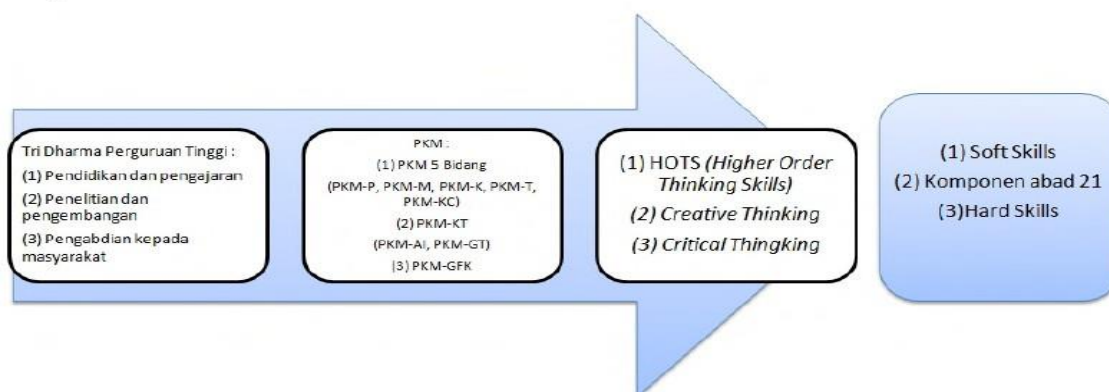 Tri Dharma Perguruan Tinggi :
(1) Pendidikan dan pengajaran
(2) Penelitian dan
pengembangan
(3) Pengabdian kepada
masyarakat
PKM :
(1) PKM 5 Bidang
(PKM-P, PKM-M, PKM-K, PKM-T,
PKM-KC)
(2) PKM-KT
(PKM-AI, PKM-GT)
(3) PKM-GFK
(1) HOTS (Higher Order
Thinking Skills)
(2) Creative Thinking
(3) Critical Thingking
(1) Soft Skills
(2) Komponen abad 21
(3)Hard Skills